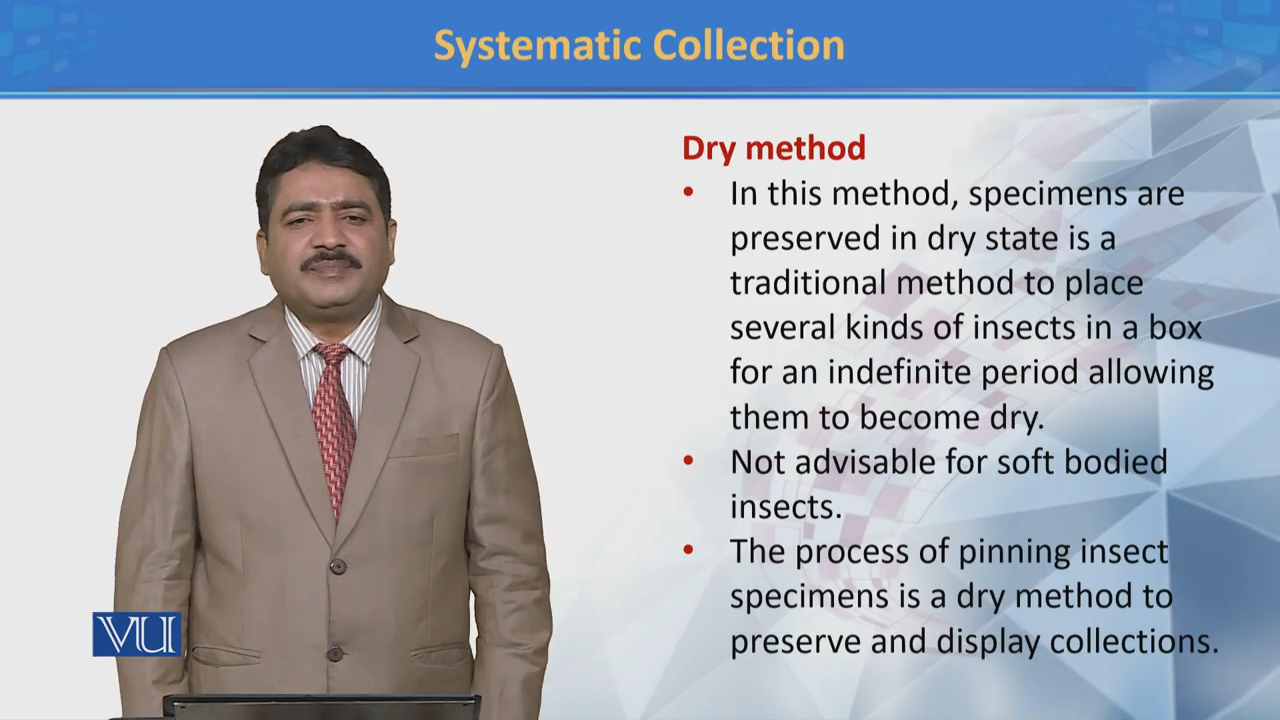 Systematic Collection
Dry method
• In this method, specimens are
preserved in dry state is a
traditional method to place
several kinds of insects in a box
for an indefinite period allowing
them to become dry.
• Not advisable for soft bodied
insects.
• The process of pinning insect
specimens is a dry method to
preserve and display collections.
VU